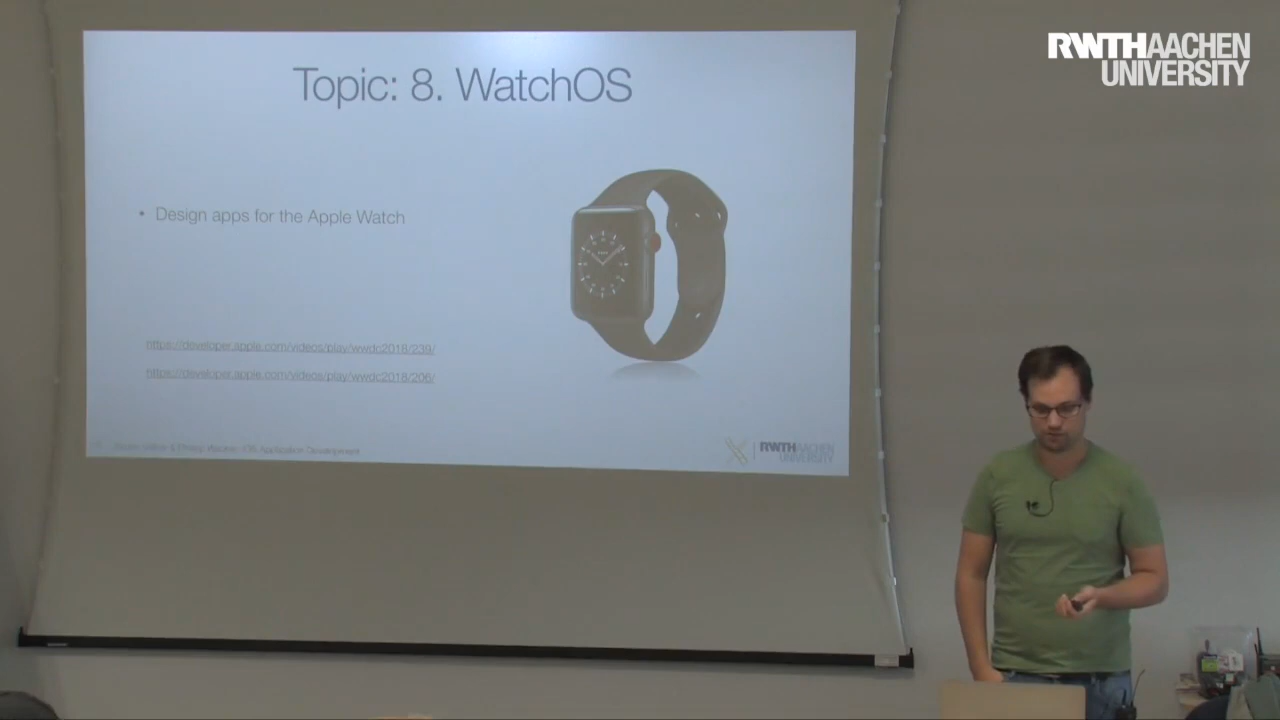 RWTHAACHEN
UNIVERSITY
Topic: 8. WatchOS
• Design apps for the Apple Watch
https://developer.apple.com/videos/play/wwdc2018/239/
https://developer.apple.com/videos/play/wwdc2018/206/
iOS Application Development
RWTHAACHEN
UNIVERSITY